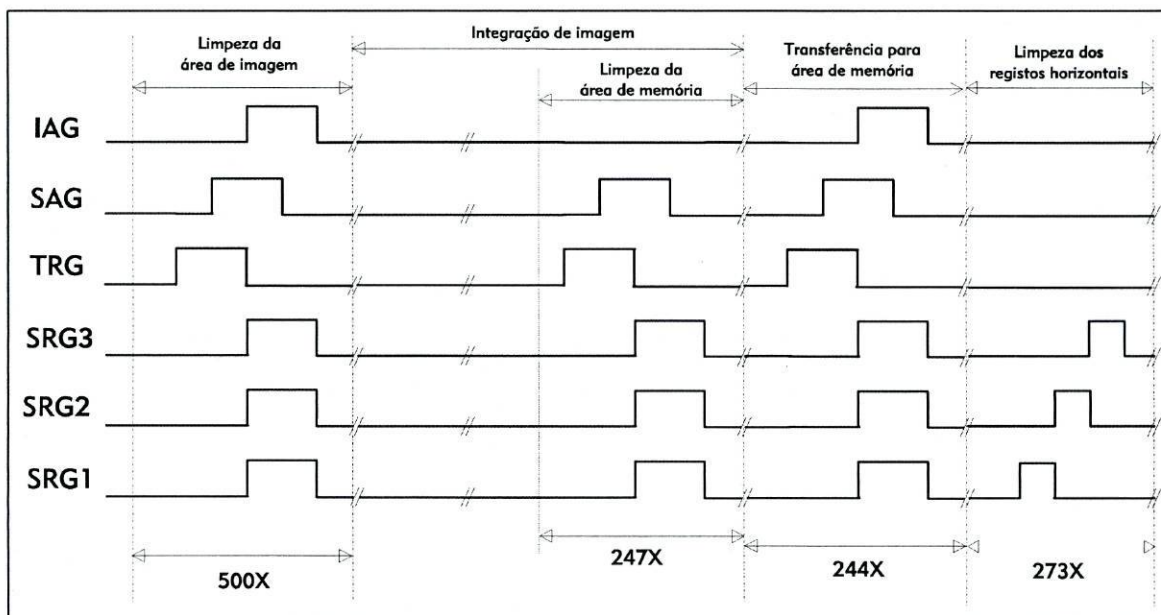 Limpeza da
área de imagem
Integração de imagem
Limpeza da
área de memória
Transferência para
área de memória
Limpeza dos
registos horizontais
IAG
SAG
TRG
SRG3
SRG2
SRG1
500X
247X
244X
273X